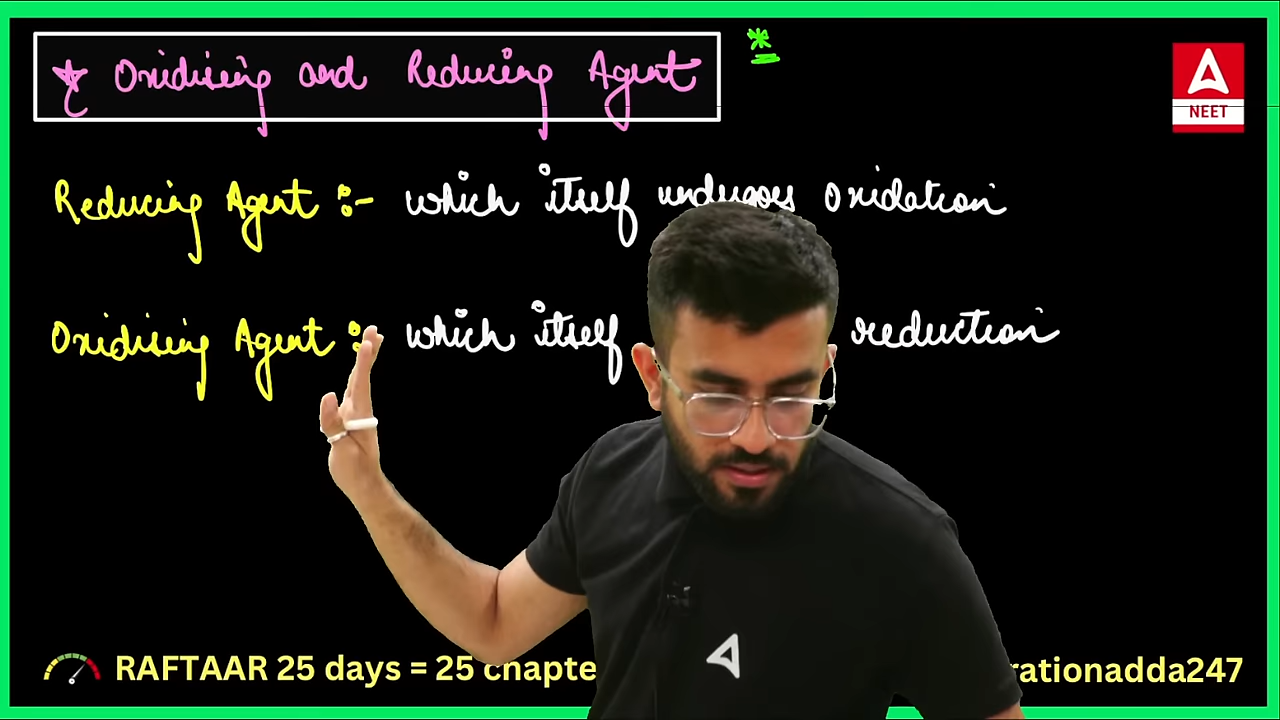 Oxidising and Reducing Agent *
NEET
Reducing Agent :- which itself undergoes oxidation
Oxidising Agent :- which itself reduction
RAFTAAR 25 days = 25 chapte rationadda247